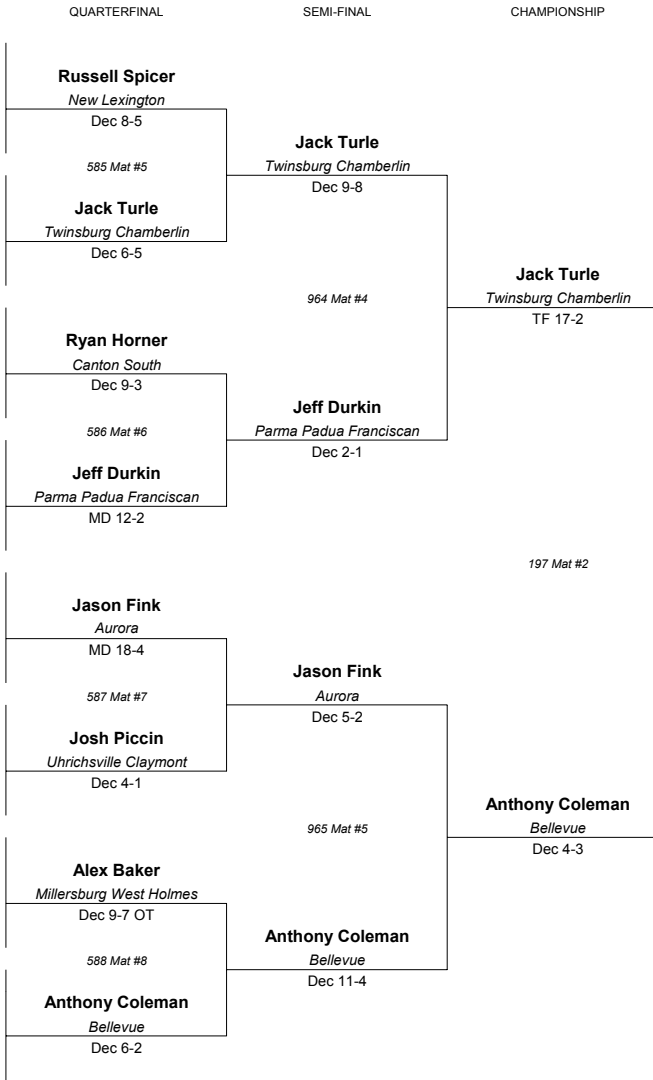 QUARTERFINAL
SEMI-FINAL
CHAMPIONSHIP
Russell Spicer
New Lexington
Dec 8-5
585 Mat #5
Jack Turle
Twinsburg Chamberlin
Dec 6-5
Jack Turle
Twinsburg Chamberlin
Dec 9-8
964 Mat #4
Jack Turle
Twinsburg Chamberlin
TF 17-2
Ryan Horner
Canton South
Dec 9-3
586 Mat #6
Jeff Durkin
Parma Padua Franciscan
MD 12-2
Jeff Durkin
Parma Padua Franciscan
Dec 2-1
197 Mat #2
Jason Fink
Aurora
MD 18-4
587 Mat #7
Josh Piccin
Uhrichsville Claymont
Dec 4-1
Jason Fink
Aurora
Dec 5-2
965 Mat #5
Anthony Coleman
Bellevue
Dec 4-3
Alex Baker
Millersburg West Holmes
Dec 9-7 OT
588 Mat #8
Anthony Coleman
Bellevue
Dec 6-2
Anthony Coleman
Bellevue
Dec 11-4